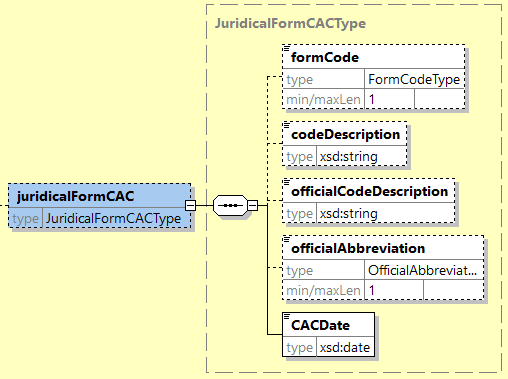 JuridicalFormCACType
formCode
type FormCodeType
min/maxLen 1
codeDescription
type xsd:string
juridicalFormCAC
type JuridicalFormCACType
officialCodeDescription
type xsd:string
officialAbbreviation
type OfficialAbbreviat...
min/maxLen 1
CACDate
type xsd:date